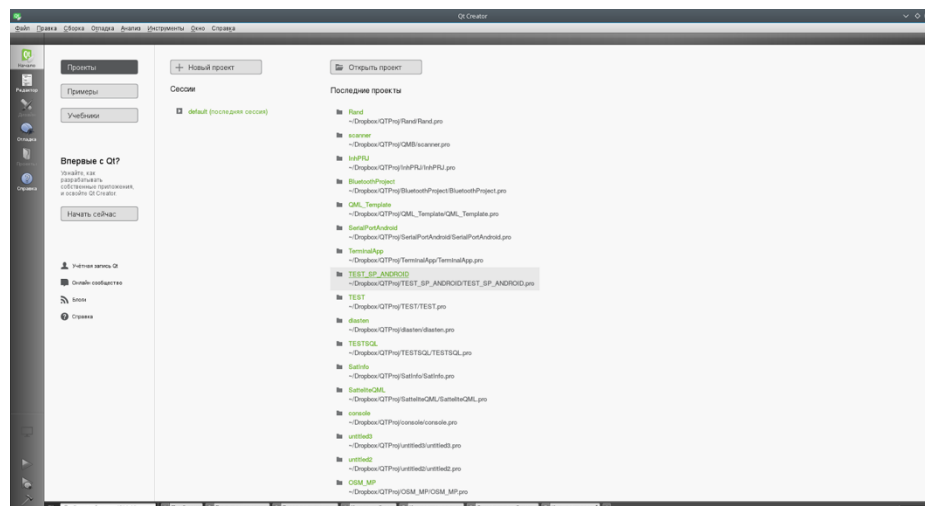 Qt Creator
Файл Правка Сборка Отладка Анализ Инструменты Окно Справка
Начало
Редактор
Отладка
Справка
Проекты
Примеры
Учебники
Впервые с Qt?
Узнайте, как
разрабатывать
собственные приложения,
и освойте Qt Creator.
Начать сейчас
Учётная запись Qt
Онлайн сообщество
Блоги
Справка
Новый проект
Сессии
default (последняя сессия)
Открыть проект
Последние проекты
Rand
~/Dropbox/QTProj/Rand/Rand.pro
scanner
~/Dropbox/QTProj/QMB/scanner.pro
InhPRJ
~/Dropbox/QTProj/InhPRJ/InhPRJ.pro
BluetoothProject
~/Dropbox/QTProj/BluetoothProject/BluetoothProject.pro
QML_Template
~/Dropbox/QTProj/QML_Template/QML_Template.pro
SerialPortAndroid
~/Dropbox/QTProj/SerialPortAndroid/SerialPortAndroid.pro
TerminalApp
~/Dropbox/QTProj/TerminalApp/TerminalApp.pro
TEST_SP_ANDROID
~/Dropbox/QTProj/TEST_SP_ANDROID/TEST_SP_ANDROID.pro
TEST
~/Dropbox/QTProj/TEST/TEST.pro
diasten
~/Dropbox/QTProj/diasten/diasten.pro
TESTSQL
~/Dropbox/QTProj/TESTSQL/TESTSQL.pro
SatInfo
~/Dropbox/QTProj/SatInfo/SatInfo.pro
SatteliteQML
~/Dropbox/QTProj/SatteliteQML/SatteliteQML.pro
console
~/Dropbox/QTProj/console/console.pro
untitled3
~/Dropbox/QTProj/untitled3/untitled3.pro
untitled2
~/Dropbox/QTProj/untitled2/untitled2.pro
OSM_MP
~/Dropbox/QTProj/OSM_MP/OSM_MP.pro